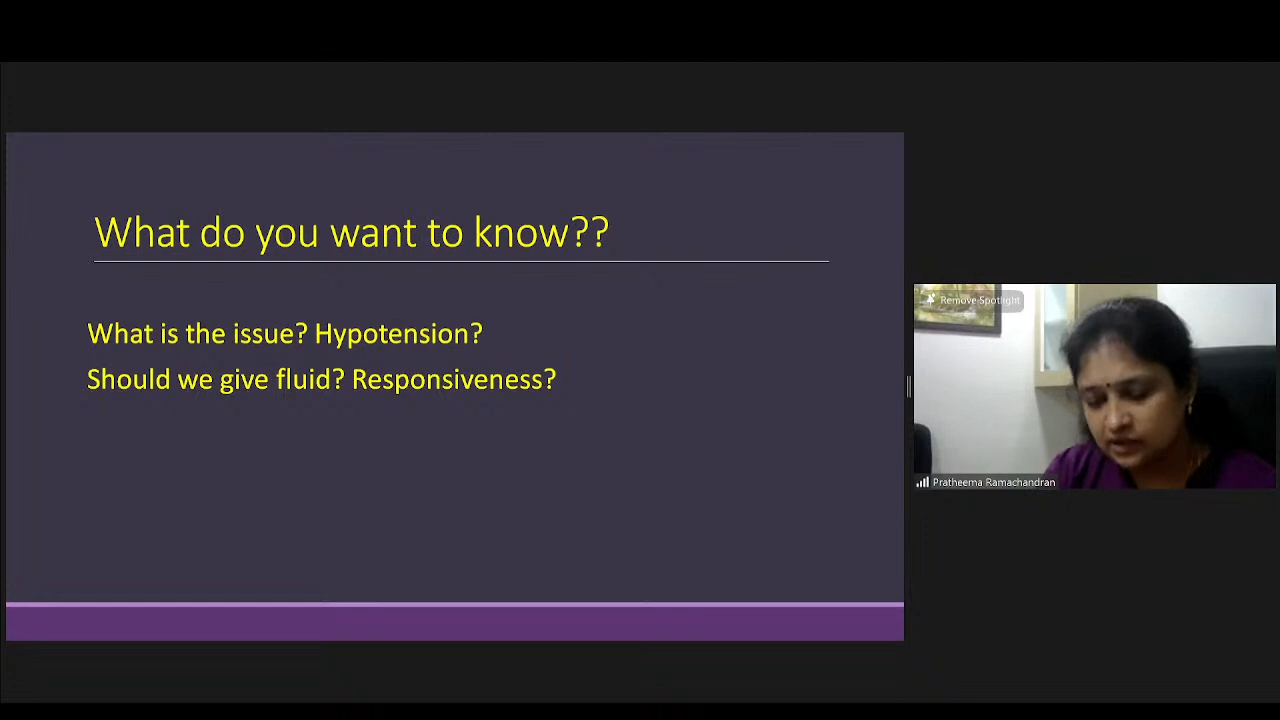 What do you want to know??
What is the issue? Hypotension?
Should we give fluid? Responsiveness?
Remove Spotlight
Pratheema Ramachandran